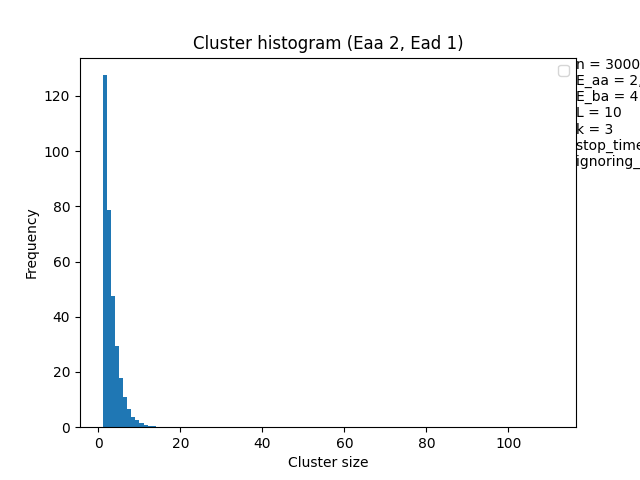 Cluster histogram (Eaa 2, Ead 1)
n = 3000
E_aa = 2,
E_ba = 4
L = 10
k = 3
stop_time
ignoring_
120
100
80
60
40
20
0
Frequency
0 20 40 60 80 100
Cluster size